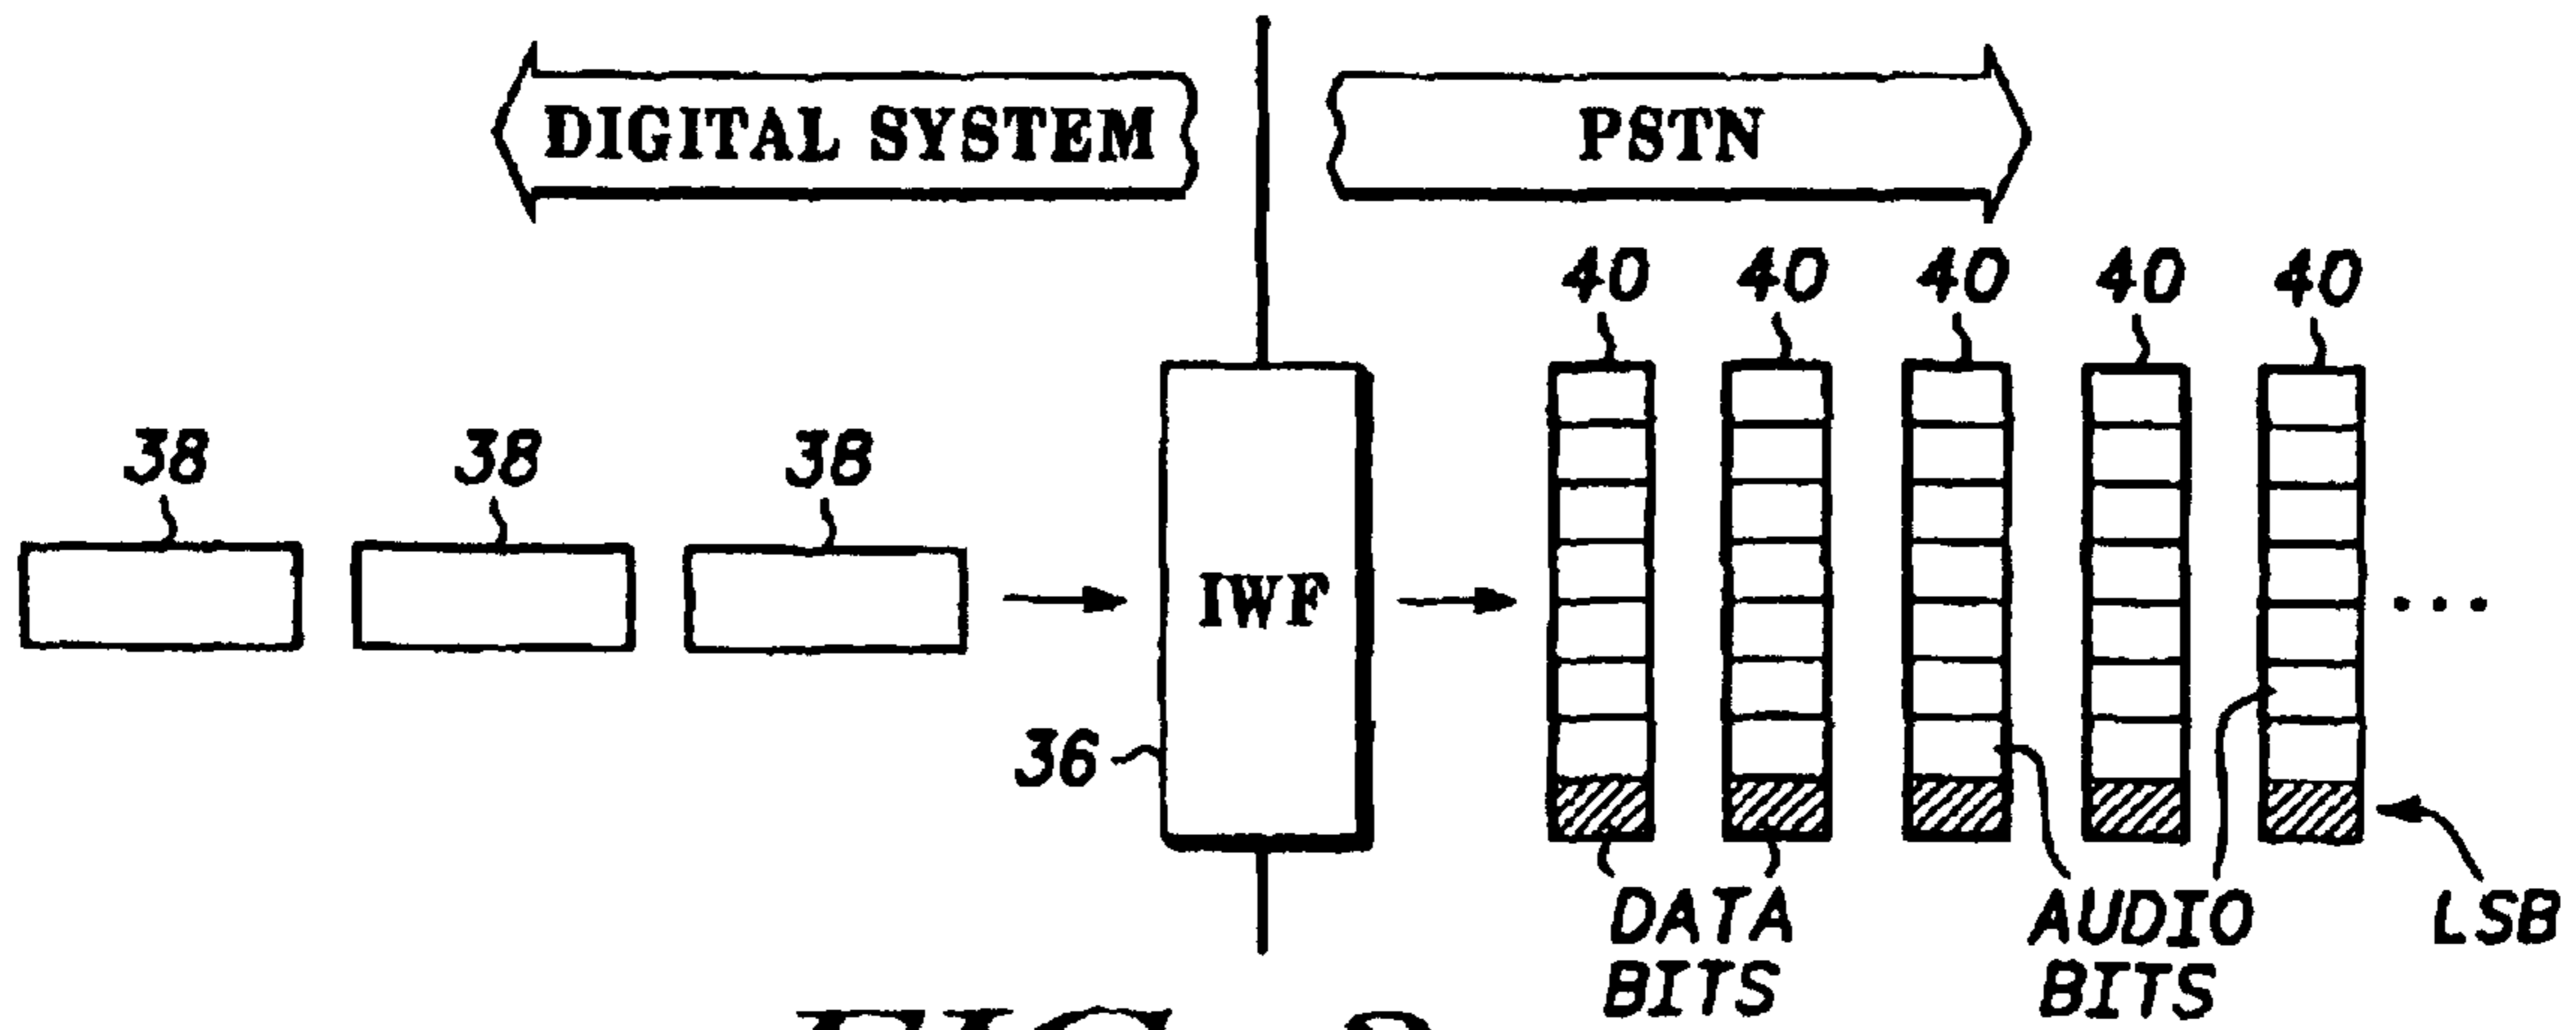 DIGITAL SYSTEM
PSTN
40 40 40 40 40
38 38 38
IWF
36
DATA BITS
AUDIO BITS
LSB